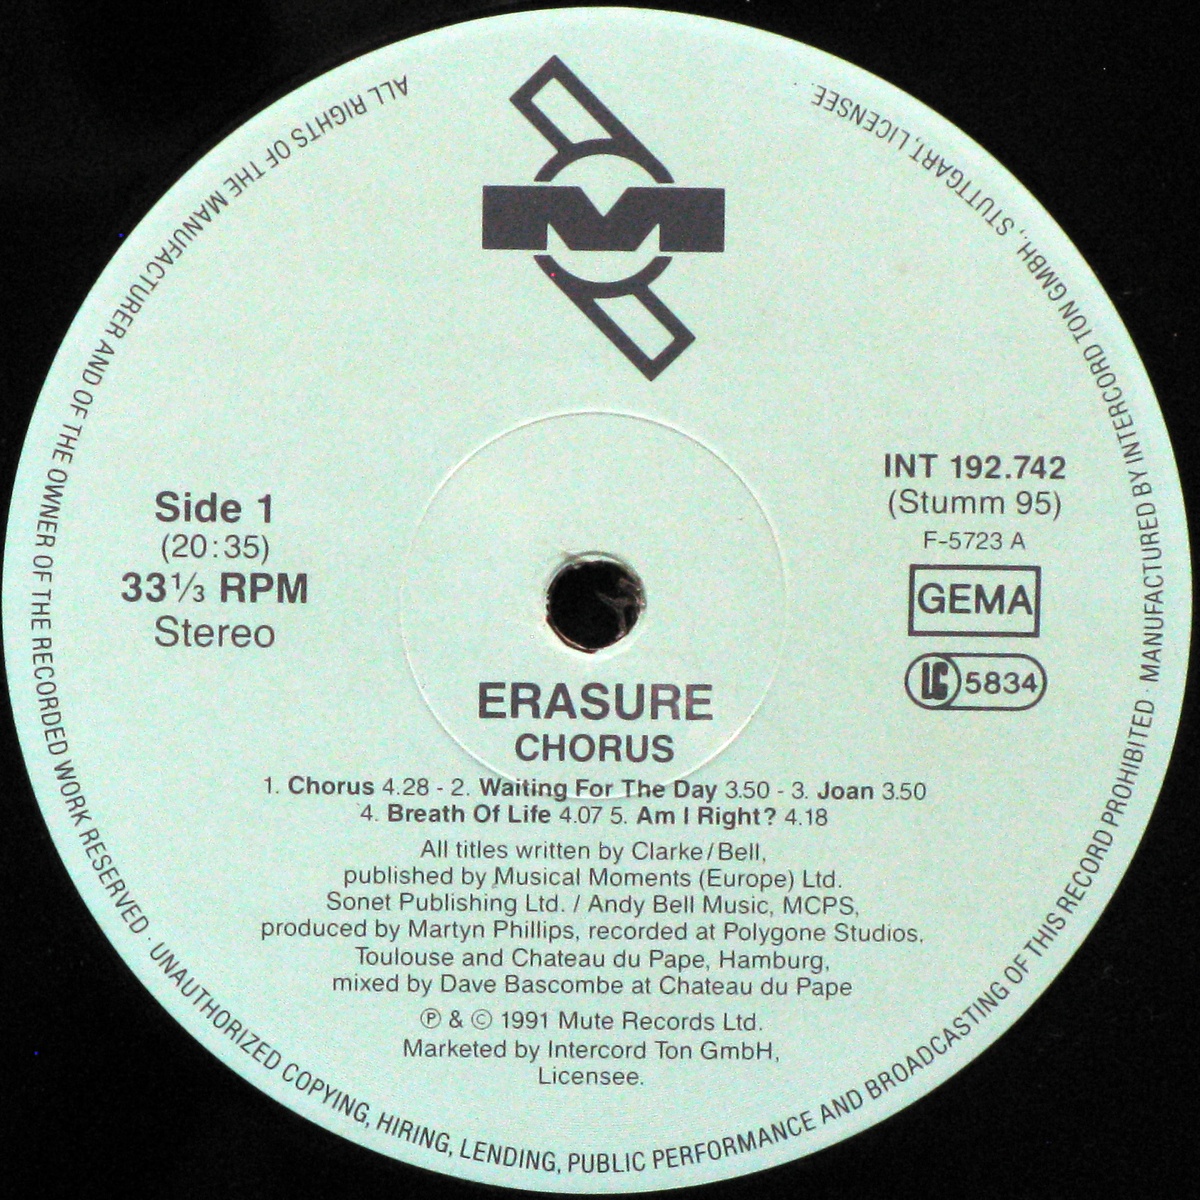 Side 1
(20:35)
33⅓ RPM
Stereo
INT 192.742
(Stumm 95)
F-5723 A
GEMA
LC 5834
ERASURE
CHORUS
1. Chorus 4.28 - 2. Waiting For The Day 3.50 - 3. Joan 3.50
4. Breath Of Life 4.07 5. Am I Right? 4.18
All titles written by Clarke/Bell,
published by Musical Moments (Europe) Ltd.
Sonet Publishing Ltd. / Andy Bell Music, MCPS,
produced by Martyn Phillips, recorded at Polygone Studios,
Toulouse and Chateau du Pape, Hamburg,
mixed by Dave Bascombe at Chateau du Pape
℗ & © 1991 Mute Records Ltd.
Marketed by Intercord Ton GmbH,
Licensee.
ALL RIGHTS OF THE MANUFACTURER AND OF THE OWNER OF THE RECORDED WORK RESERVED · UNAUTHORIZED COPYING, HIRING, LENDING, PUBLIC PERFORMANCE AND BROADCASTING OF THIS RECORD PROHIBITED · MANUFACTURED BY INTERCORD TON GMBH., STUTTGART, LICENSEE.